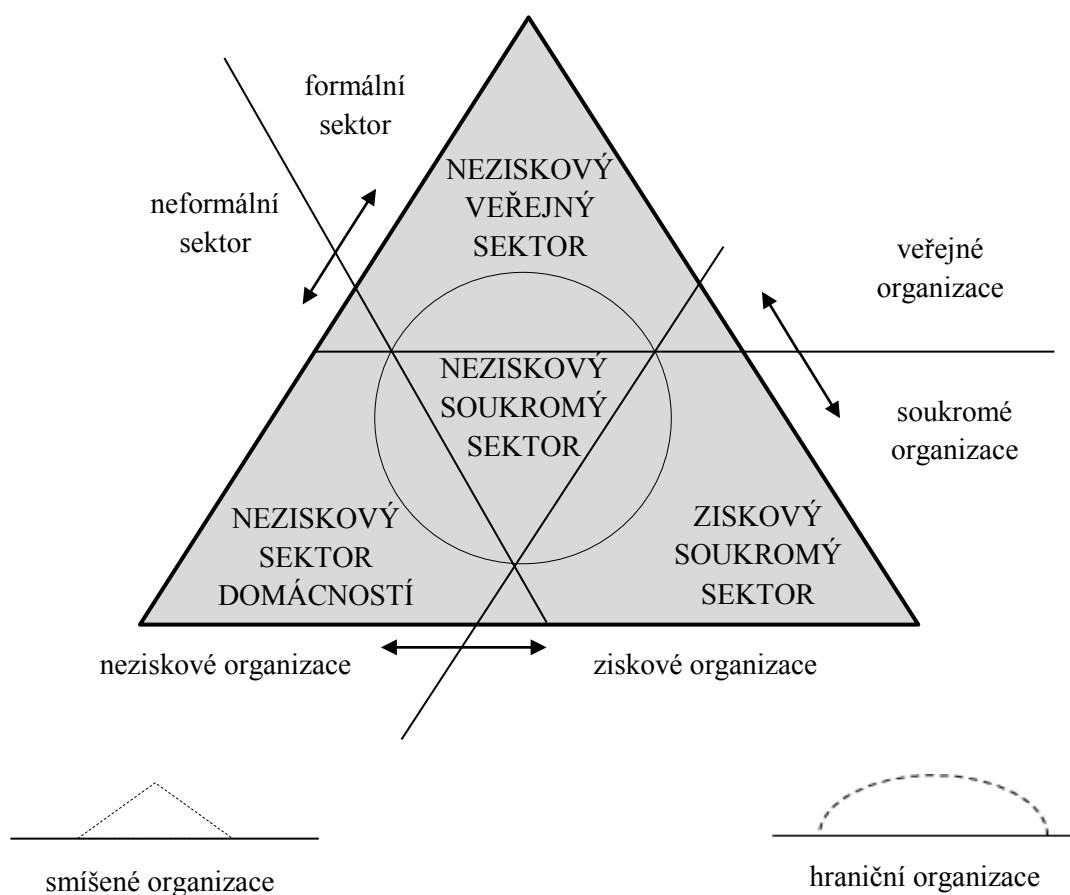 formální
sektor
neformální
sektor
NEZISKOVÝ
VEŘEJNÝ
SEKTOR
veřejné
organizace
NEZISKOVÝ
SOUKROMÝ
SEKTOR
soukromé
organizace
NEZISKOVÝ
SEKTOR
DOMÁCNOSTÍ
ZISKOVÝ
SOUKROMÝ
SEKTOR
neziskové organizace
ziskové organizace
smíšené organizace
hraniční organizace